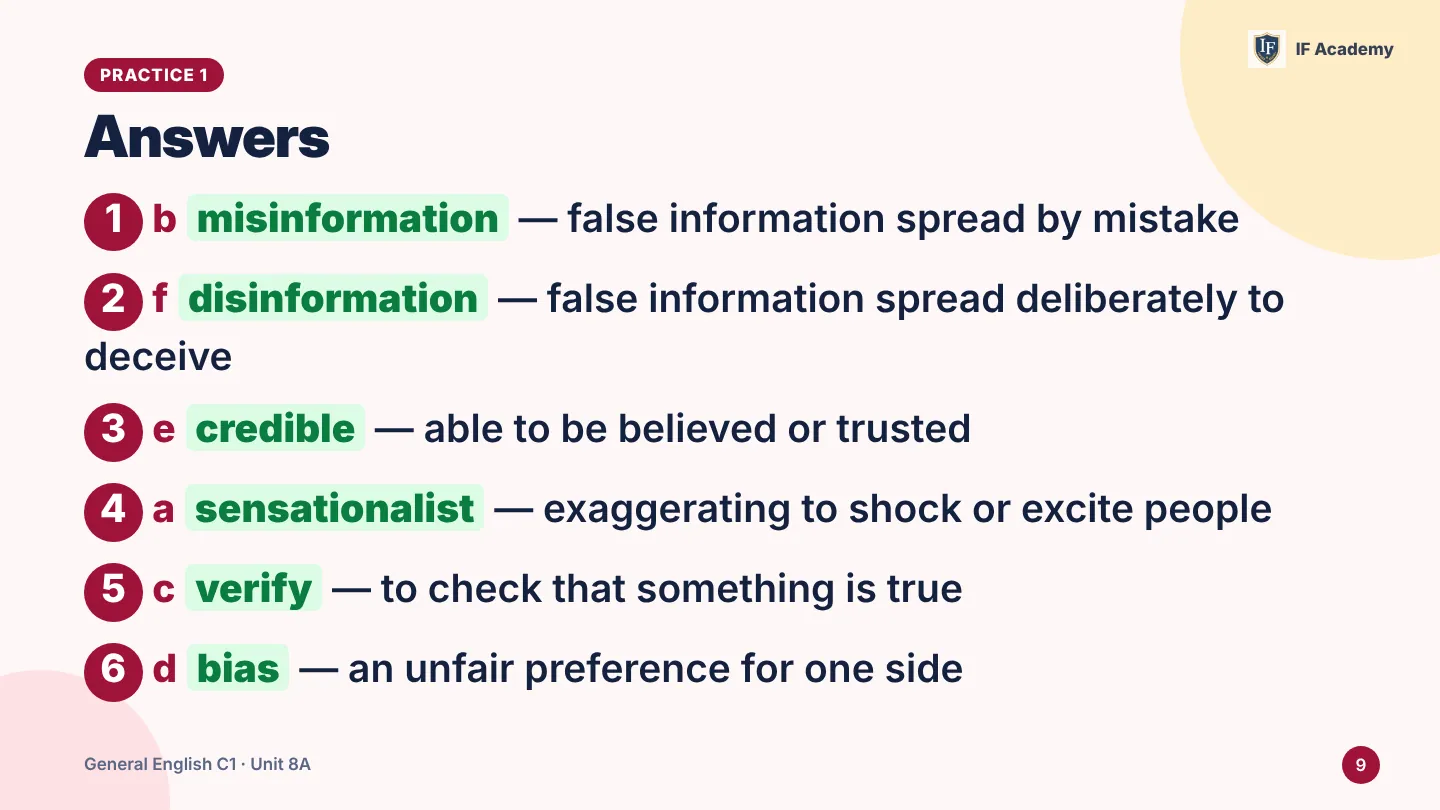 IF IF Academy
PRACTICE 1
Answers
1 b misinformation — false information spread by mistake
2 f disinformation — false information spread deliberately to
deceive
3 e credible — able to be believed or trusted
4 a sensationalist — exaggerating to shock or excite people
5 c verify — to check that something is true
6 d bias — an unfair preference for one side
General English C1 · Unit 8A
9